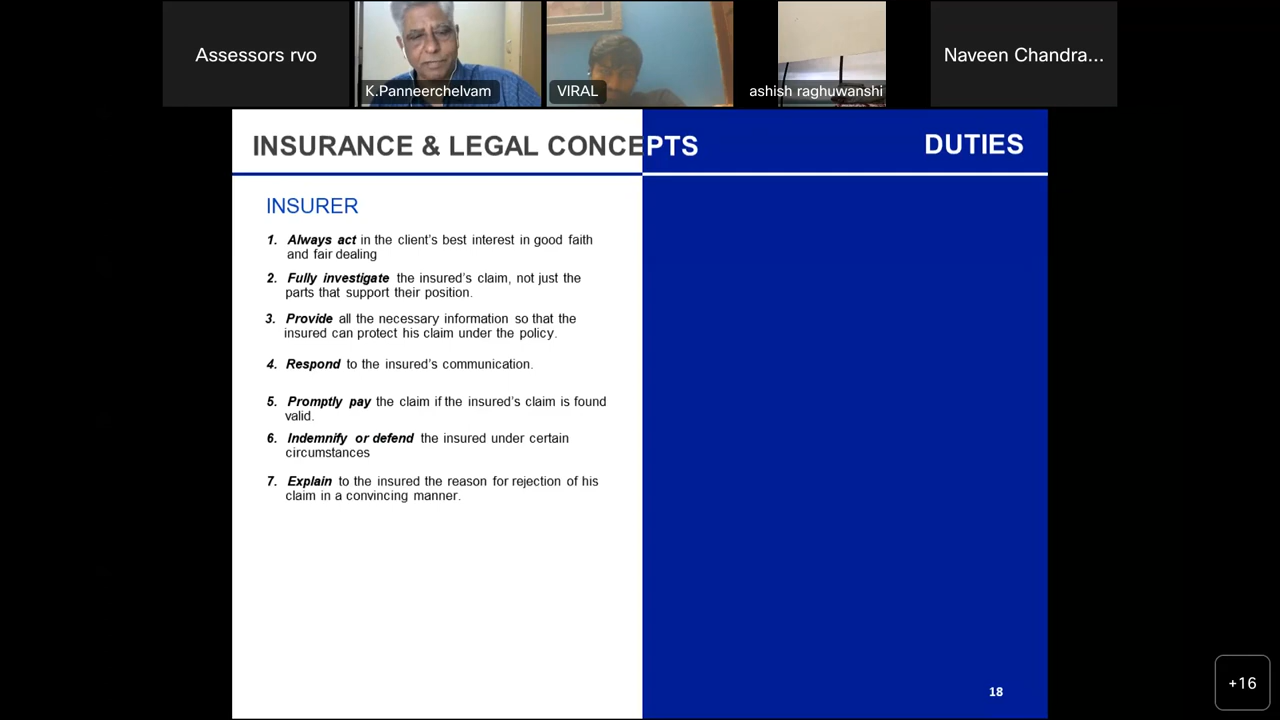 Assessors rvo
K.Panneerchelvam
VIRAL
ashish raghuwanshi
Naveen Chandra...
INSURANCE & LEGAL CONCEPTS
DUTIES
INSURER
1. Always act in the client's best interest in good faith
and fair dealing
2. Fully investigate the insured's claim, not just the
parts that support their position.
3. Provide all the necessary information so that the
insured can protect his claim under the policy.
4. Respond to the insured's communication.
5. Promptly pay the claim if the insured's claim is found
valid.
6. Indemnify or defend the insured under certain
circumstances
7. Explain to the insured the reason for rejection of his
claim in a convincing manner.
18
+16